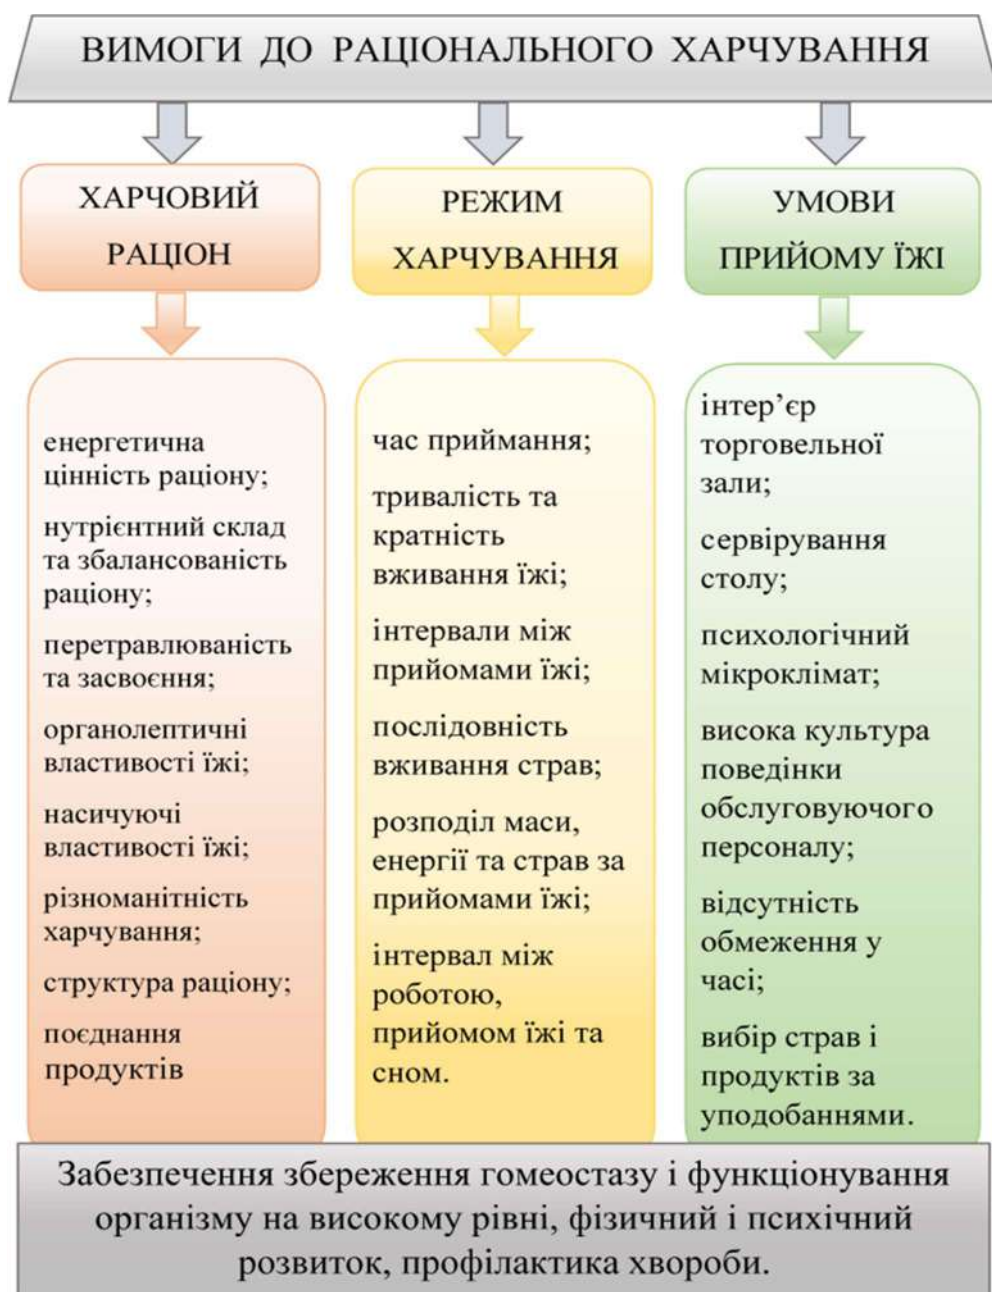 ВИМОГИ ДО РАЦІОНАЛЬНОГО ХАРЧУВАННЯ
ХАРЧОВИЙ
РАЦІОН
енергетична
цінність раціону;
нутрієнтний склад
та збалансованість
раціону;
перетравлюваність
та засвоєння;
органолептичні
властивості їжі;
насичуючі
властивості їжі;
різноманітність
харчування;
структура раціону;
поєднання
продуктів
РЕЖИМ
ХАРЧУВАННЯ
час приймання;
тривалість та
кратність
вживання їжі;
інтервали між
прийомами їжі;
послідовність
вживання страв;
розподіл маси,
енергії та страв за
прийомами їжі;
інтервал між
роботою,
прийомом їжі та
сном.
УМОВИ
ПРИЙОМУ ЇЖІ
інтер’єр
торговельної
зали;
сервірування
столу;
психологічний
мікроклімат;
висока культура
поведінки
обслуговуючого
персоналу;
відсутність
обмеження у
часі;
вибір страв і
продуктів за
уподобаннями.
Забезпечення збереження гомеостазу і функціонування
організму на високому рівні, фізичний і психічний
розвиток, профілактика хвороби.